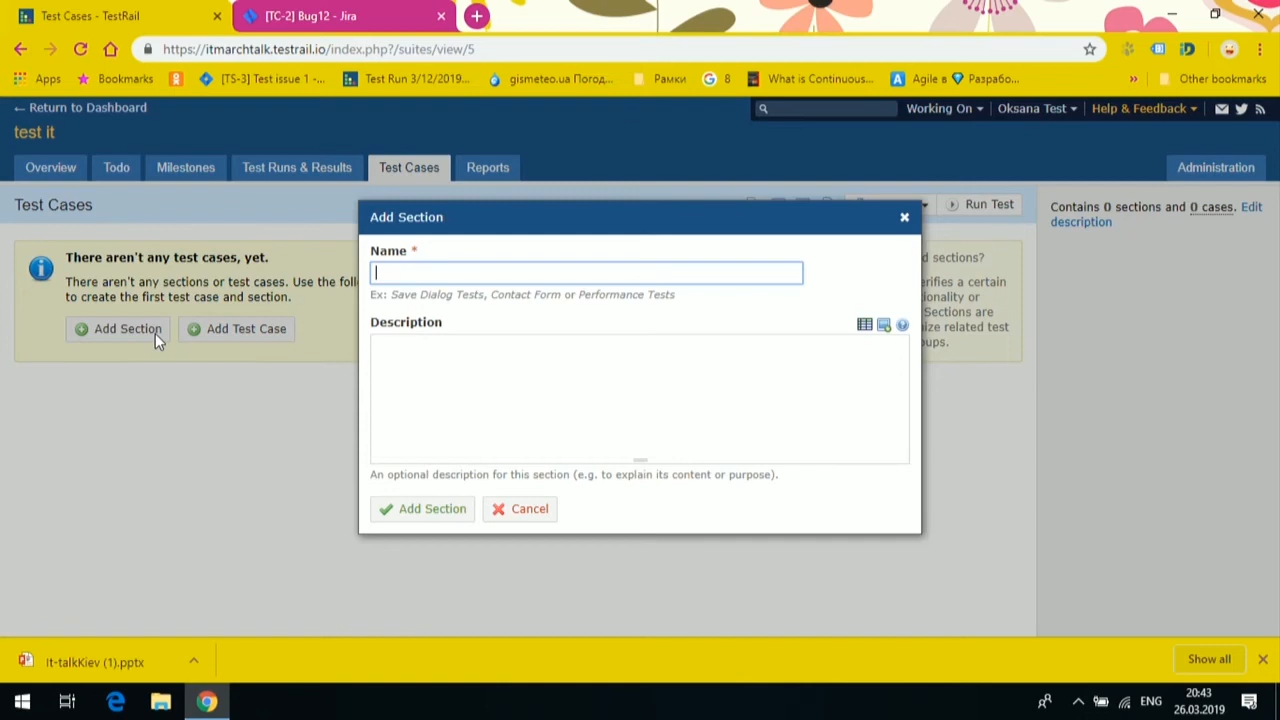 Test Cases - TestRail
[TC-2] Bug12 - Jira
https://itmarchtalk.testrail.io/index.php?/suites/view/5
Apps
Bookmarks
[TS-3] Test issue 1 -...
Test Run 3/12/2019...
gismeteo.ua Погод...
Рамки
8
What is Continuous...
Agile в
Разрабо...
»
Other bookmarks
← Return to Dashboard
Working On
Oksana Test
Help & Feedback
test it
Overview
Todo
Milestones
Test Runs & Results
Test Cases
Reports
Administration
Test Cases
Run Test
Contains 0 sections and 0 cases. Edit
description
Add Section
There aren't any test cases, yet.
There aren't any sections or test cases. Use the follo
to create the first test case and section.
Add Section
Add Test Case
d sections?
erifies a certain
ionality or
Sections are
ize related test
oups.
Name *
Ex: Save Dialog Tests, Contact Form or Performance Tests
Description
An optional description for this section (e.g. to explain its content or purpose).
Add Section
Cancel
It-talkKiev (1).pptx
Show all
ENG
20:43
26.03.2019